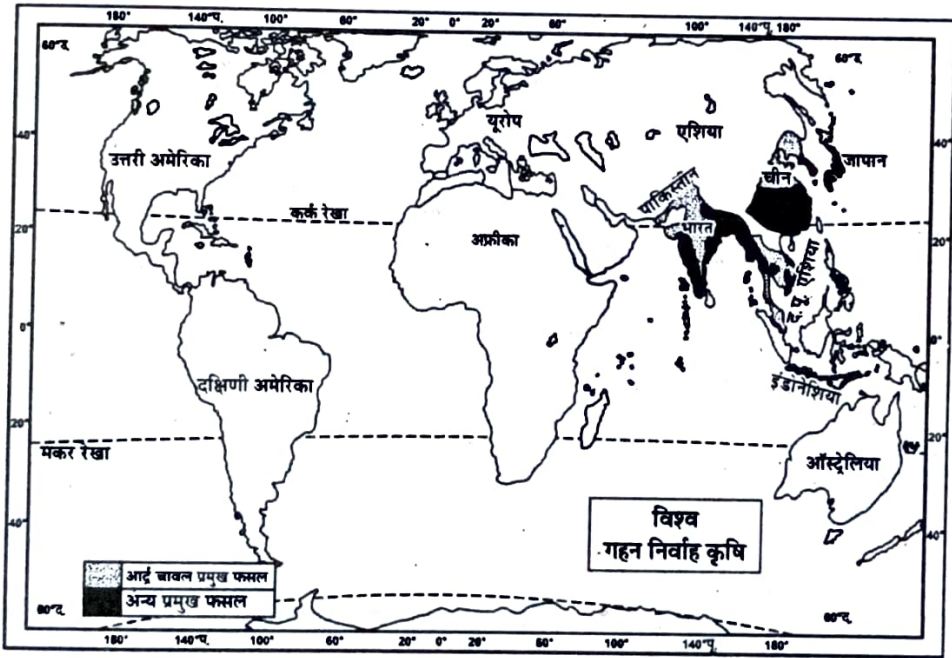 180° 140°प. 100° 60° 20° 0° 20° 60° 100° 140°पू. 180°
60°द. 60°द.
40° 40°
यूरोप एशिया
उत्तरी अमेरिका चीन जापान
पाकिस्तीन
कर्क रेखा
20° भारत 20°
अफ्रीका
द. पू. एशिया
0° 0°
दक्षिणी अमेरिका इंडोनेशिया
20° 20°
मकर रेखा ऑस्ट्रेलिया
40° 40°
विश्व
गहन निर्वाह कृषि
आर्द्र चावल प्रमुख फसल
अन्य प्रमुख फसल
60°द. 60°द.
180° 140°प. 100° 60° 20° 0° 20° 60° 100° 140°पू. 180°